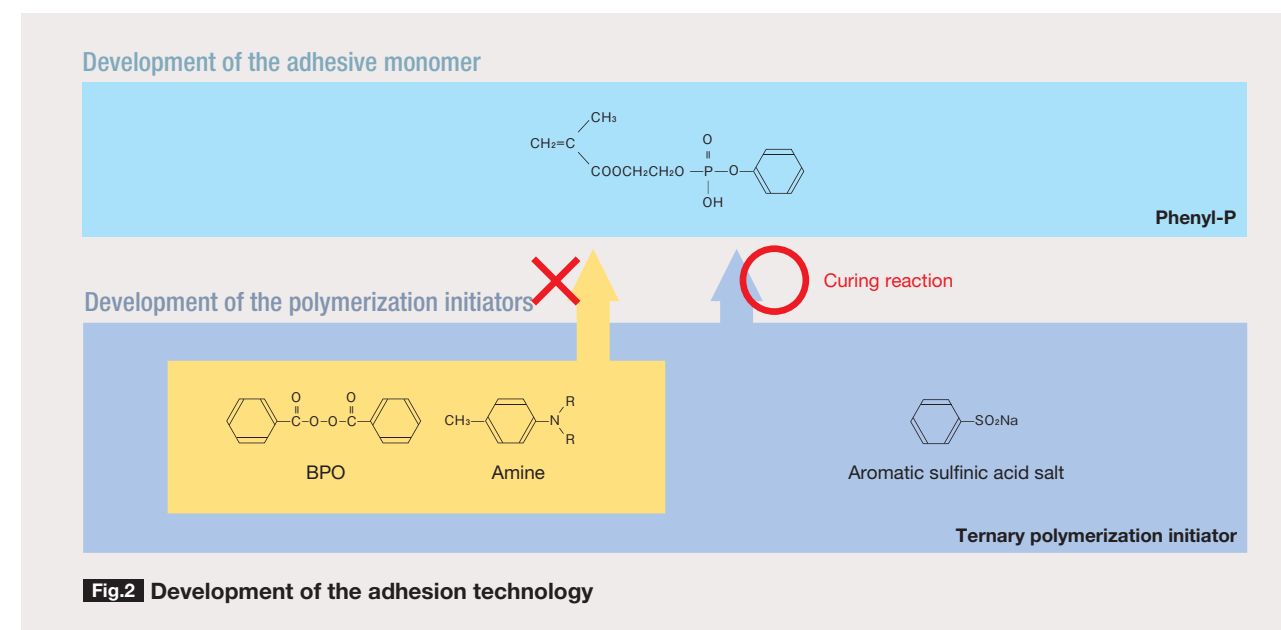 Development of the adhesive monomer
CH₃
CH₂=C
COOCH₂CH₂O—P—O—
O
OH
Phenyl-P
Curing reaction
Development of the polymerization initiators
O O
C-O-O-C
BPO
CH₃—
N
R
R
Amine
—SO₂Na
Aromatic sulfinic acid salt
Ternary polymerization initiator
Fig.2 Development of the adhesion technology